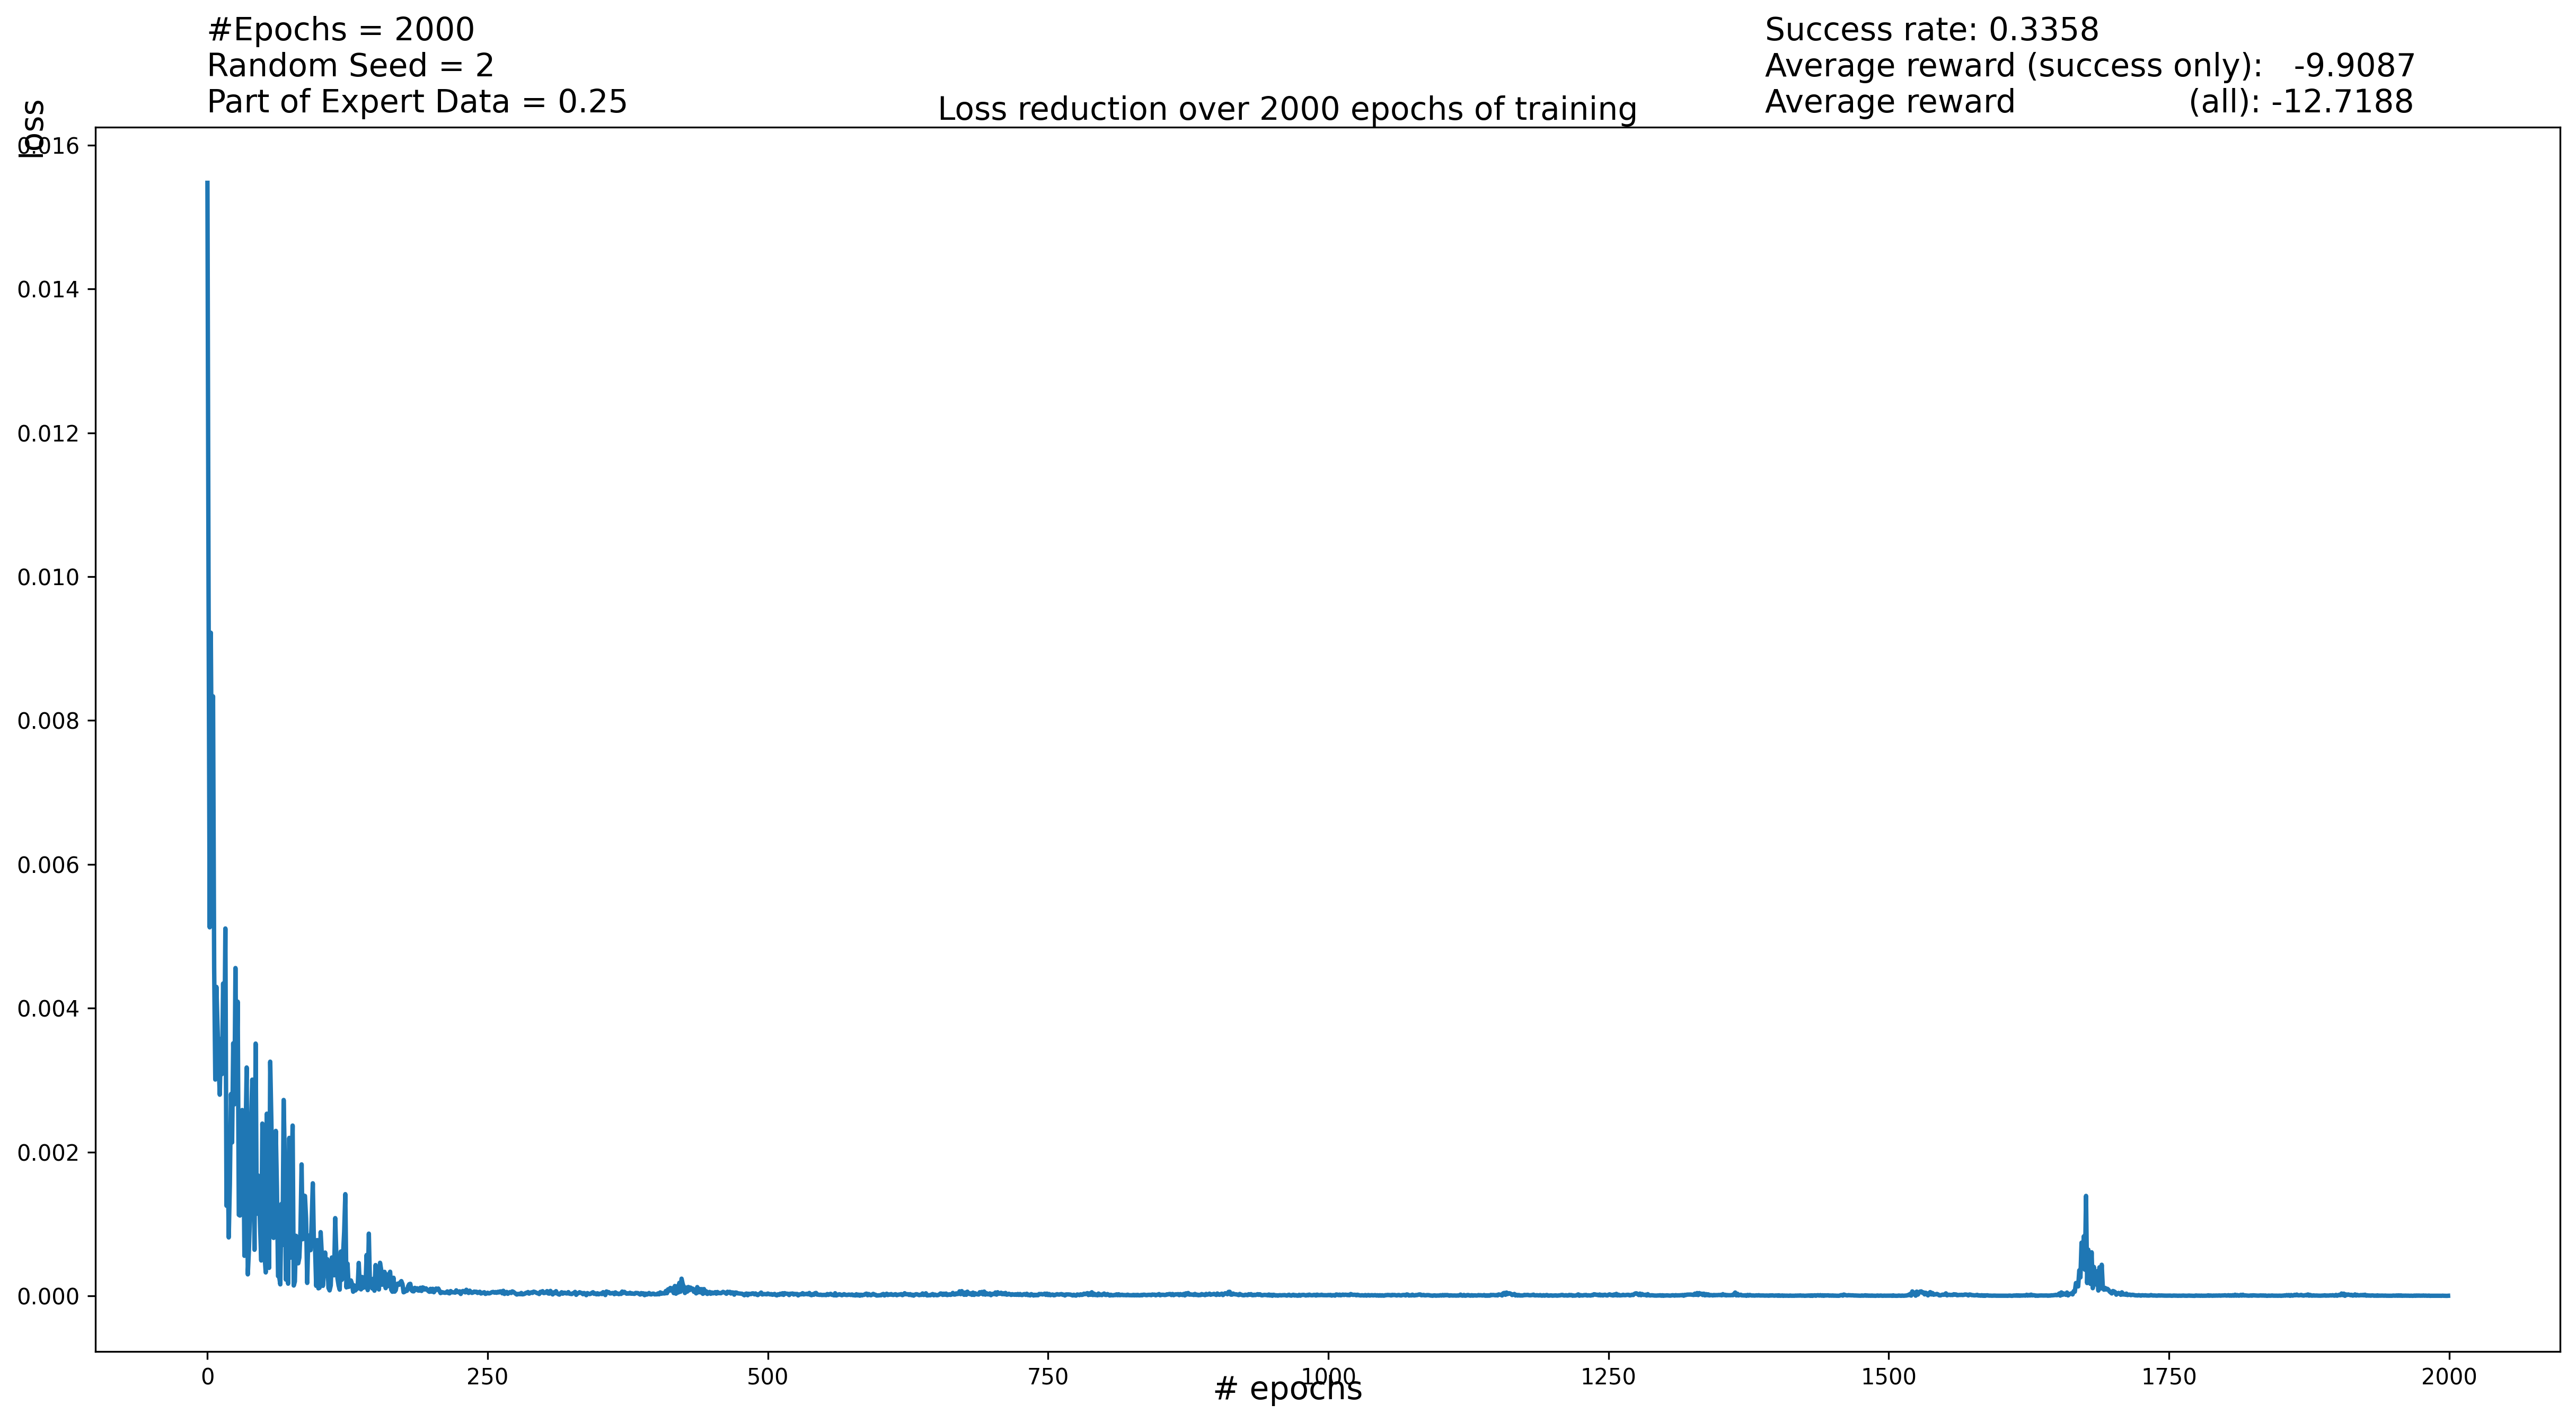 #Epochs = 2000
Random Seed = 2
Part of Expert Data = 0.25
Success rate: 0.3358
Average reward (success only): -9.9087
Average reward (all): -12.7188
Loss reduction over 2000 epochs of training
loss
0.016
0.014
0.012
0.010
0.008
0.006
0.004
0.002
0.000
0 250 500 750 1000 1250 1500 1750 2000
# epochs